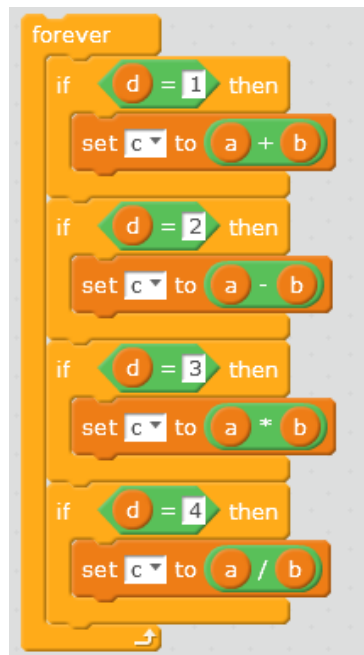 forever
if d = 1 then
set c to a + b
if d = 2 then
set c to a - b
if d = 3 then
set c to a * b
if d = 4 then
set c to a / b